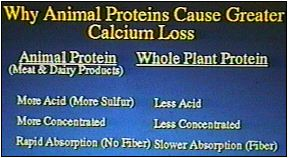 Why Animal Proteins Cause Greater
Calcium Loss
Animal Protein Whole Plant Protein
(Meat & Dairy Products)
More Acid (More Sulfur) Less Acid
More Concentrated Less Concentrated
Rapid Absorption (No Fiber) Slower Absorption (Fiber)